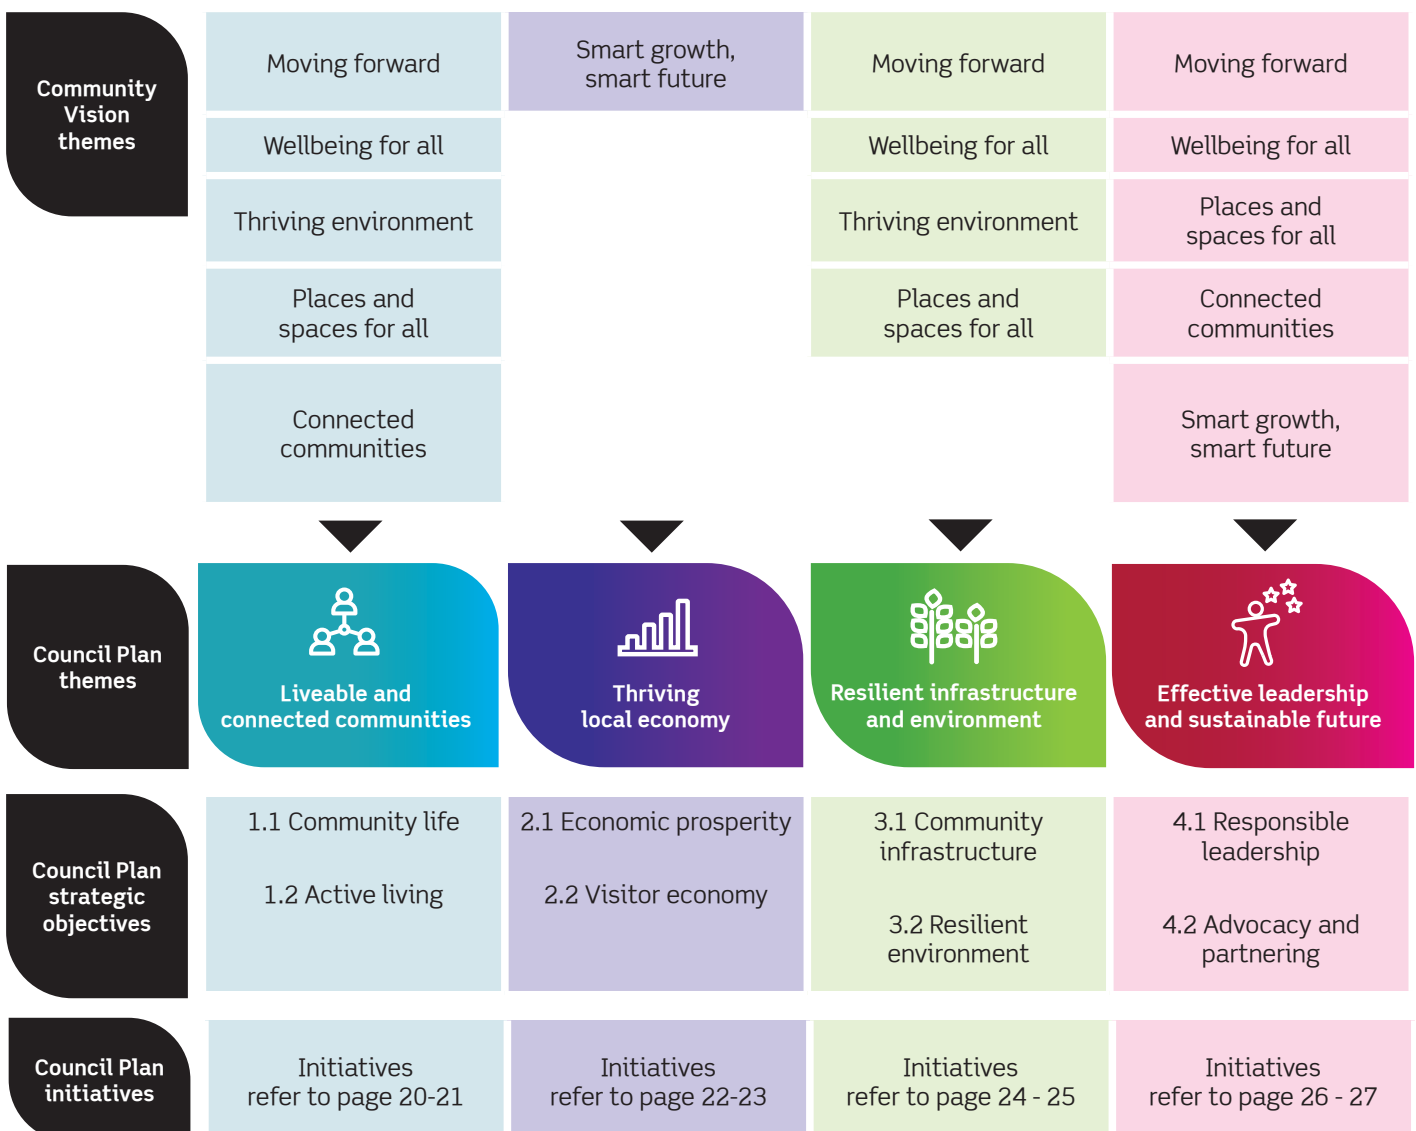 Community
Vision
themes
Moving forward
Wellbeing for all
Thriving environment
Places and
spaces for all
Connected
communities
Smart growth,
smart future
Moving forward
Wellbeing for all
Thriving environment
Places and
spaces for all
Moving forward
Wellbeing for all
Places and
spaces for all
Connected
communities
Smart growth,
smart future
Council Plan
themes
Liveable and
connected communities
Thriving
local economy
Resilient infrastructure
and environment
Effective leadership
and sustainable future
Council Plan
strategic
objectives
1.1 Community life
1.2 Active living
2.1 Economic prosperity
2.2 Visitor economy
3.1 Community
infrastructure
3.2 Resilient
environment
4.1 Responsible
leadership
4.2 Advocacy and
partnering
Council Plan
initiatives
Initiatives
refer to page 20-21
Initiatives
refer to page 22-23
Initiatives
refer to page 24 - 25
Initiatives
refer to page 26 - 27